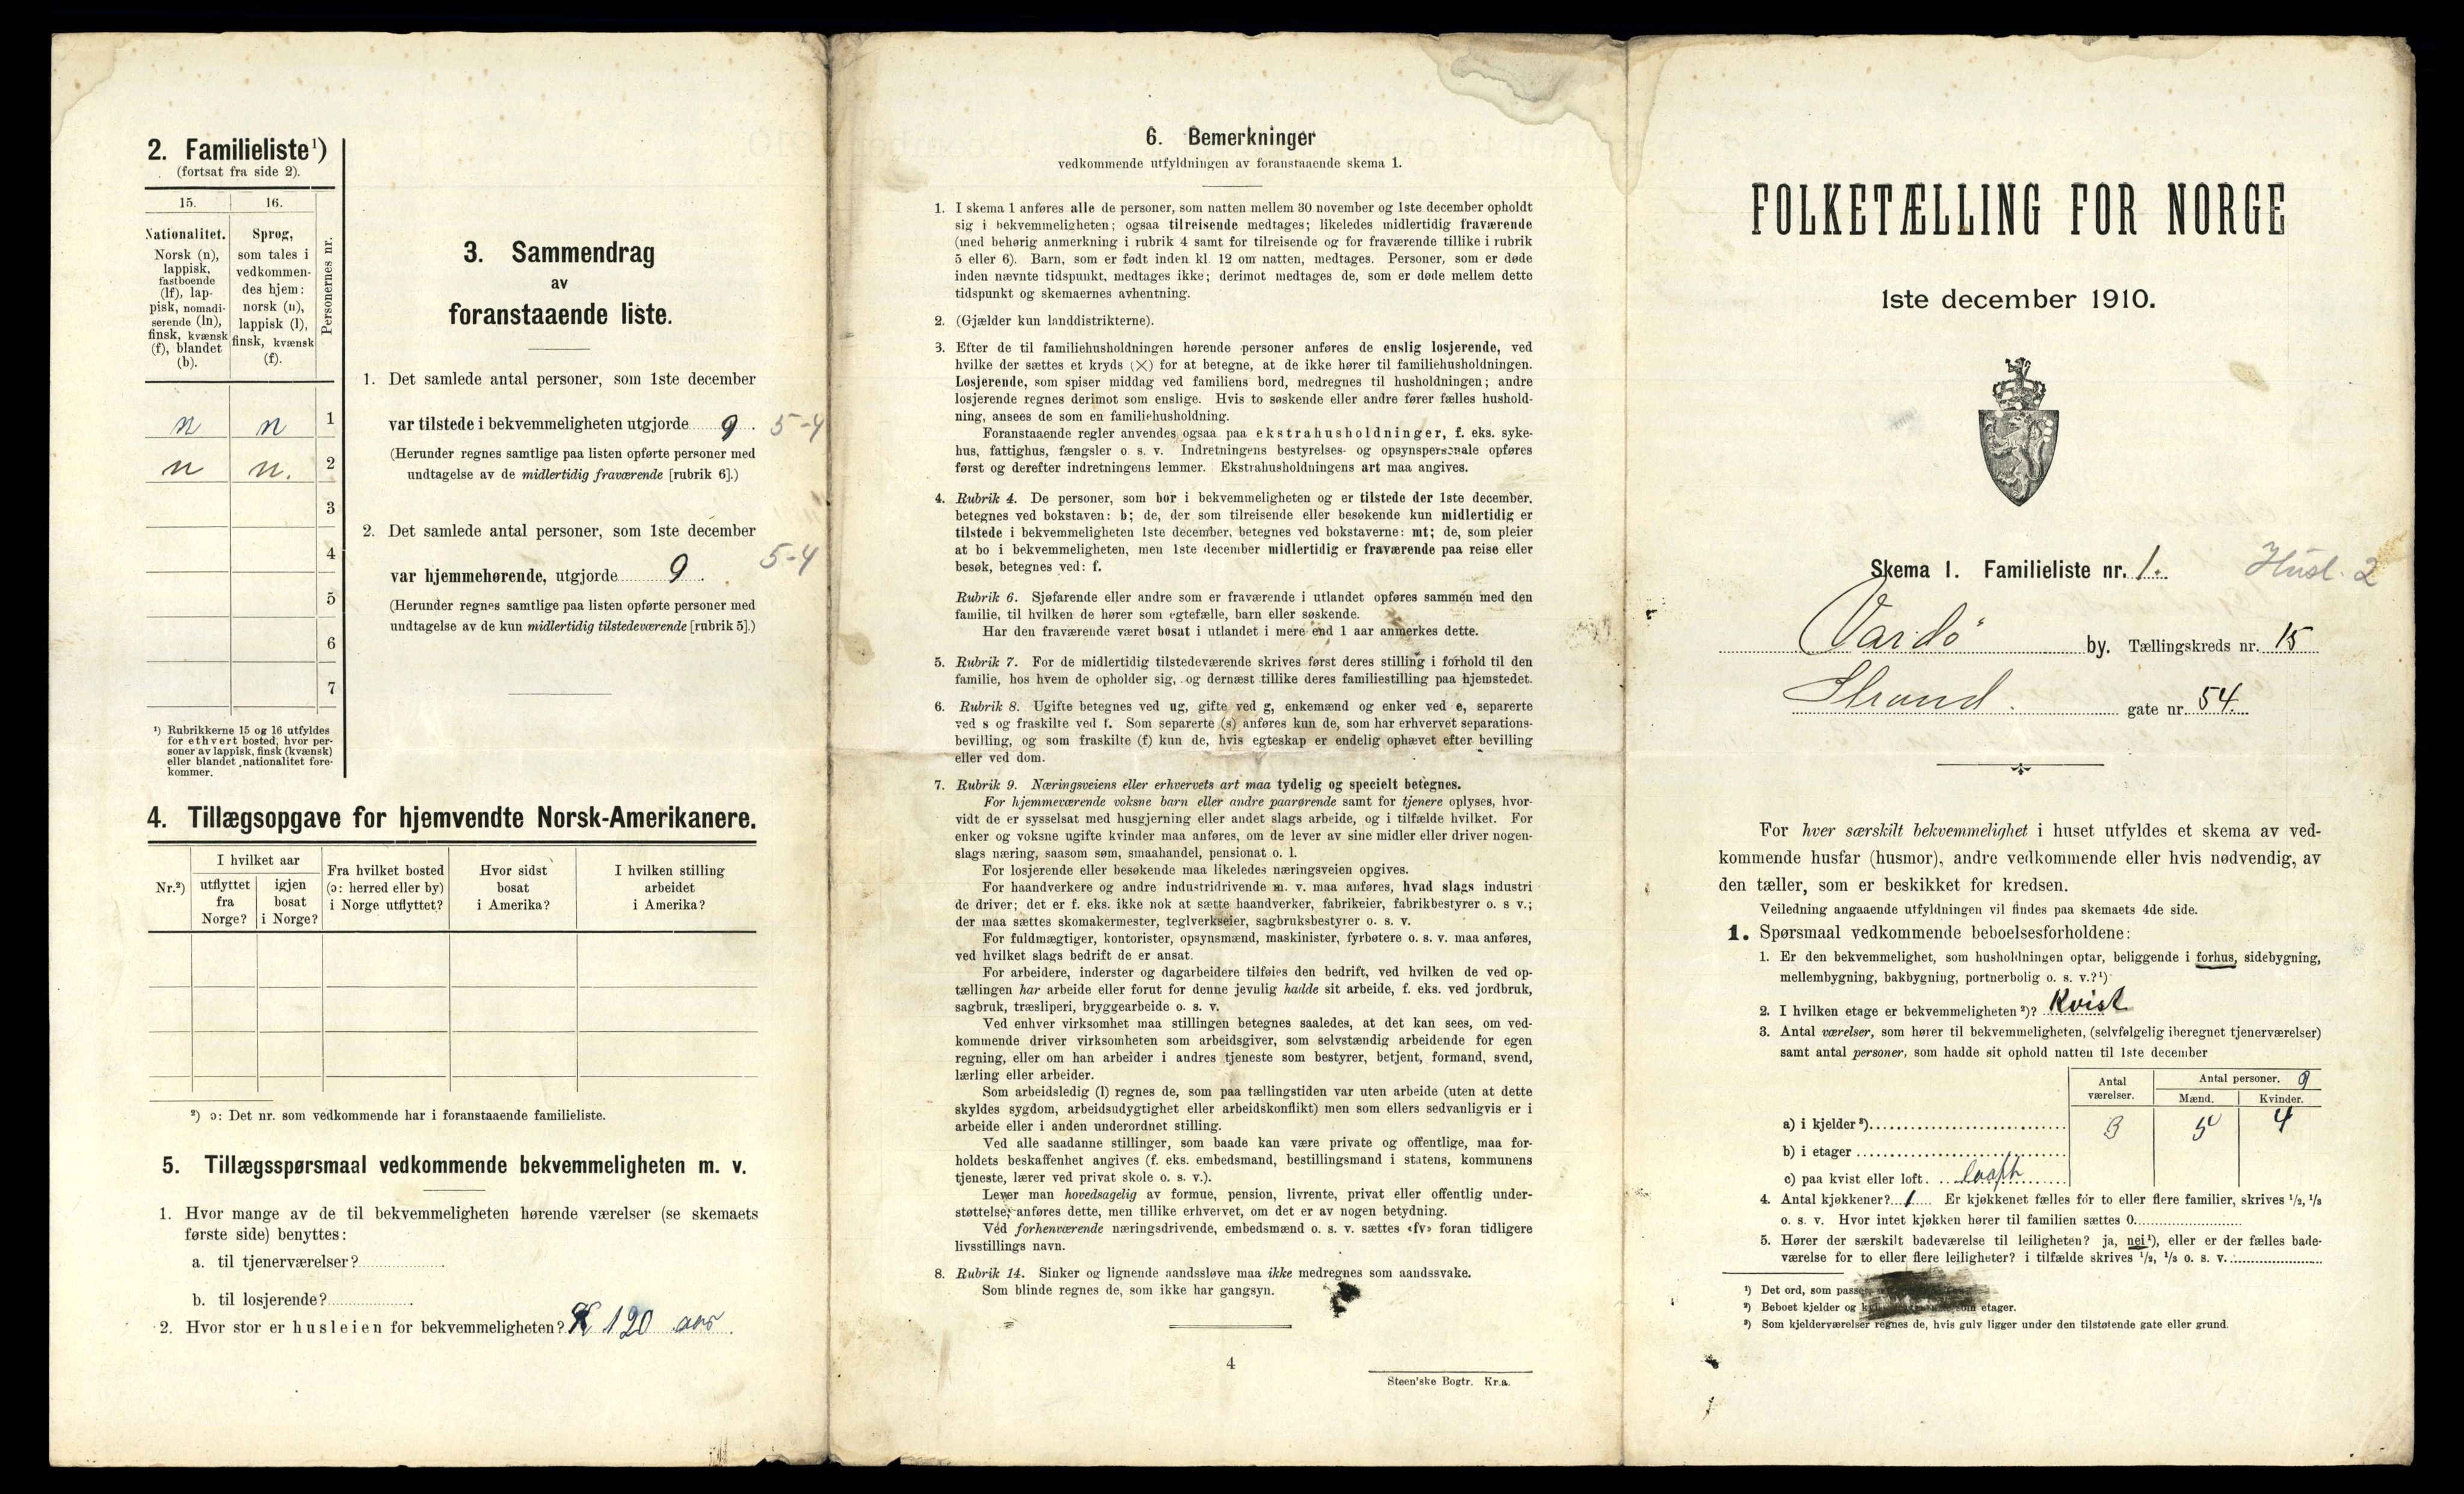 2. Familieliste¹)
(fortsat fra side 2).
15. 16.
Personernes nr.
Nationalitet.
Norsk (n),
lappisk,
fastboende
(lf), lap-
pisk, nomadi-
serende (ln),
finsk, kvænsk
(f), blandet
(b).
Sprog,
som tales i
vedkommen-
des hjem:
norsk (n),
lappisk (l),
finsk, kvænsk
(f).
n n 1
n n. 2
3
4
5
6
7
¹) Rubrikkerne 15 og 16 utfyldes
for ethvert bosted, hvor per-
soner av lappisk, finsk (kvænsk)
eller blandet nationalitet fore-
kommer.
3. Sammendrag
av
foranstaaende liste.
1. Det samlede antal personer, som 1ste december
var tilstede i bekvemmeligheten utgjorde 9. 5-4
(Herunder regnes samtlige paa listen opførte personer med
undtagelse av de midlertidig fraværende [rubrik 6].)
2. Det samlede antal personer, som 1ste december
var hjemmehørende, utgjorde 9. 5-4
(Herunder regnes samtlige paa listen opførte personer med
undtagelse av de kun midlertidig tilstedeværende [rubrik 5].)
4. Tillægsopgave for hjemvendte Norsk-Amerikanere.
Nr.²)
I hvilket aar
utflyttet
fra
Norge?
igjen
bosat
i Norge?
Fra hvilket bosted
(ɔ: herred eller by)
i Norge utflyttet?
Hvor sidst
bosat
i Amerika?
I hvilken stilling
arbeidet
i Amerika?
²) ɔ: Det nr. som vedkommende har i foranstaaende familieliste.
5. Tillægsspørsmaal vedkommende bekvemmeligheten m. v.
1. Hvor mange av de til bekvemmeligheten hørende værelser (se skemaets
første side) benyttes:
a. til tjenerværelser?
b. til losjerende?
2. Hvor stor er husleien for bekvemmeligheten? K 120 aar
6. Bemerkninger
vedkommende utfyldningen av foranstaaende skema 1.
1. I skema 1 anføres alle de personer, som natten mellem 30 november og 1ste december opholdt
sig i bekvemmeligheten; ogsaa tilreisende medtages; likeledes midlertidig fraværende
(med behørig anmerkning i rubrik 4 samt for tilreisende og for fraværende tillike i rubrik
5 eller 6). Barn, som er født inden kl. 12 om natten, medtages. Personer, som er døde
inden nævnte tidspunkt, medtages ikke; derimot medtages de, som er døde mellem dette
tidspunkt og skemaernes avhentning.
2. (Gjælder kun landdistrikterne).
3. Efter de til familiehusholdningen hørende personer anføres de enslig losjerende, ved
hvilke der sættes et kryds (×) for at betegne, at de ikke hører til familiehusholdningen.
Losjerende, som spiser middag ved familiens bord, medregnes til husholdningen; andre
losjerende regnes derimot som enslige. Hvis to søskende eller andre fører fælles hushold-
ning, ansees de som en familiehusholdning.
Foranstaaende regler anvendes ogsaa paa ekstrahusholdninger, f. eks. syke-
hus, fattighus, fængsler o. s. v. Indretningens bestyrelses- og opsynspersonale opføres
først og derefter indretningens lemmer. Ekstrahusholdningens art maa angives.
4. Rubrik 4. De personer, som bor i bekvemmeligheten og er tilstede der 1ste december,
betegnes ved bokstaven: b; de, der som tilreisende eller besøkende kun midlertidig er
tilstede i bekvemmeligheten 1ste december, betegnes ved bokstaverne: mt; de, som pleier
at bo i bekvemmeligheten, men 1ste december midlertidig er fraværende paa reise eller
besøk, betegnes ved: f.
Rubrik 6. Sjøfarende eller andre som er fraværende i utlandet opføres sammen med den
familie, til hvilken de hører som egtefælle, barn eller søskende.
Har den fraværende været bosat i utlandet i mere end 1 aar anmerkes dette.
5. Rubrik 7. For de midlertidig tilstedeværende skrives først deres stilling i forhold til den
familie, hos hvem de opholder sig, og dernæst tillike deres familiestilling paa hjemstedet.
6. Rubrik 8. Ugifte betegnes ved ug, gifte ved g, enkemænd og enker ved e, separerte
ved s og fraskilte ved f. Som separerte (s) anføres kun de, som har erhvervet separations-
bevilling, og som fraskilte (f) kun de, hvis egteskap er endelig ophævet efter bevilling
eller ved dom.
7. Rubrik 9. Næringsveiens eller erhvervets art maa tydelig og specielt betegnes.
For hjemmeværende voksne barn eller andre paarørende samt for tjenere oplyses, hvor-
vidt de er sysselsat med husgjerning eller andet slags arbeide, og i tilfælde hvilket. For
enker og voksne ugifte kvinder maa anføres, om de lever av sine midler eller driver nogen-
slags næring, saasom søm, smaahandel, pensionat o. l.
For losjerende eller besøkende maa likeledes næringsveien opgives.
For haandverkere og andre industridrivende m. v. maa anføres, hvad slags industri
de driver; det er f. eks. ikke nok at sætte haandverker, fabrikeier, fabrikbestyrer o. s v.;
der maa sættes skomakermester, teglverkseier, sagbruksbestyrer o. s. v.
For fuldmægtiger, kontorister, opsynsmænd, maskinister, fyrbøtere o. s. v. maa anføres,
ved hvilket slags bedrift de er ansat.
For arbeidere, inderster og dagarbeidere tilføies den bedrift, ved hvilken de ved op-
tællingen har arbeide eller forut for denne jevnlig hadde sit arbeide, f. eks. ved jordbruk,
sagbruk, træsliperi, bryggearbeide o. s. v.
Ved enhver virksomhet maa stillingen betegnes saaledes, at det kan sees, om ved-
kommende driver virksomheten som arbeidsgiver, som selvstændig arbeidende for egen
regning, eller om han arbeider i andres tjeneste som bestyrer, betjent, formand, svend,
lærling eller arbeider.
Som arbeidsledig (l) regnes de, som paa tællingstiden var uten arbeide (uten at dette
skyldes sygdom, arbeidsudygtighet eller arbeidskonflikt) men som ellers sedvanligvis er i
arbeide eller i anden underordnet stilling.
Ved alle saadanne stillinger, som baade kan være private og offentlige, maa for-
holdets beskaffenhet angives (f. eks. embedsmand, bestillingsmand i statens, kommunens
tjeneste, lærer ved privat skole o. s. v.).
Lever man hovedsagelig av formue, pension, livrente, privat eller offentlig under-
støttelse, anføres dette, men tillike erhvervet, om det er av nogen betydning.
Ved forhenværende næringsdrivende, embedsmænd o. s. v. sættes «fv» foran tidligere
livsstillings navn.
8. Rubrik 14. Sinker og lignende aandssløve maa ikke medregnes som aandssvake.
Som blinde regnes de, som ikke har gangsyn.
4
Steen'ske Bogtr. Kr.a.
FOLKETÆLLING FOR NORGE
1ste december 1910.
Skema 1. Familieliste nr. 1. Husl. 2
Vardö by. Tællingskreds nr. 15
Strand gate nr. 54.
For hver særskilt bekvemmelighet i huset utfyldes et skema av ved-
kommende husfar (husmor), andre vedkommende eller hvis nødvendig, av
den tæller, som er beskikket for kredsen.
Veiledning angaaende utfyldningen vil findes paa skemaets 4de side.
1. Spørsmaal vedkommende beboelsesforholdene:
1. Er den bekvemmelighet, som husholdningen optar, beliggende i forhus, sidebygning,
mellembygning, bakbygning, portnerbolig o. s. v.?¹)
2. I hvilken etage er bekvemmeligheten²)? Kvist
3. Antal værelser, som hører til bekvemmeligheten, (selvfølgelig iberegnet tjenerværelser)
samt antal personer, som hadde sit ophold natten til 1ste december
Antal
værelser.
Antal personer. 9
Mænd. Kvinder.
a) i kjelder³) 3 5 4
b) i etager
c) paa kvist eller loft.
4. Antal kjøkkener? 1 Er kjøkkenet fælles for to eller flere familier, skrives 1/2, 1/3
o. s. v. Hvor intet kjøkken hører til familien sættes 0.
5. Hører der særskilt badeværelse til leiligheten? ja, nei¹), eller er der fælles bade-
værelse for to eller flere leiligheter? i tilfælde skrives 1/2, 1/3 o. s. v.
¹) Det ord, som passer
²) Beboet kjelder og som etager.
³) Som kjelderværelser regnes de, hvis gulv ligger under den tilstøtende gate eller grund.